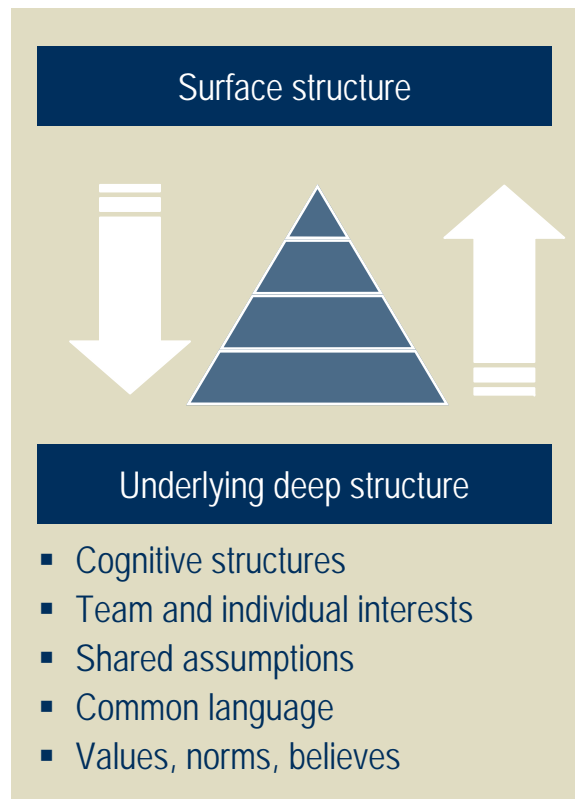 Surface structure
Underlying deep structure
▪ Cognitive structures
▪ Team and individual interests
▪ Shared assumptions
▪ Common language
▪ Values, norms, believes